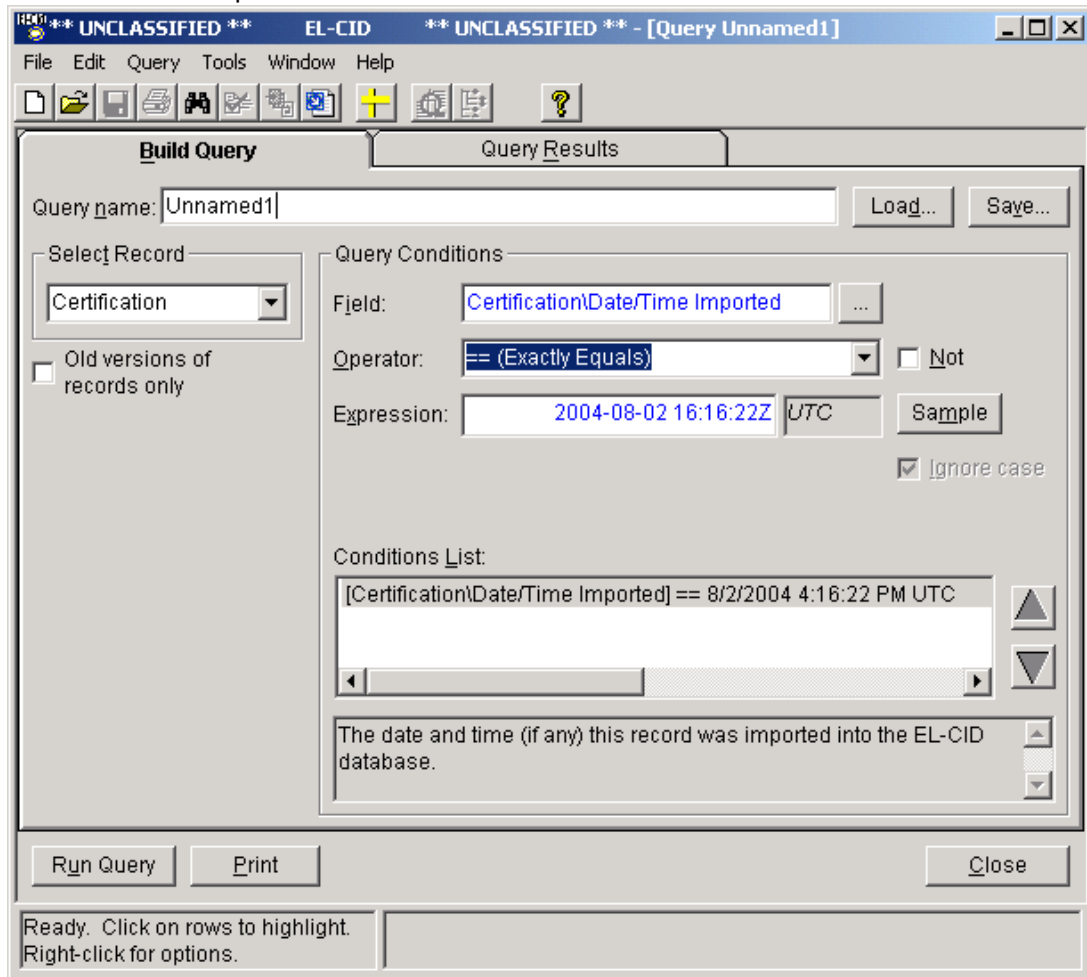 ** UNCLASSIFIED ** EL-CID ** UNCLASSIFIED ** - [Query Unnamed1]
File Edit Query Tools Window Help
Build Query Query Results
Query name: Unnamed1 Load... Save...
Select Record Query Conditions
Certification Field: Certification\Date/Time Imported ...
Old versions of records only
Operator: == (Exactly Equals) Not
Expression: 2004-08-02 16:16:22Z UTC Sample
Ignore case
Conditions List:
[Certification\Date/Time Imported] == 8/2/2004 4:16:22 PM UTC
The date and time (if any) this record was imported into the EL-CID
database.
Run Query Print Close
Ready. Click on rows to highlight.
Right-click for options.